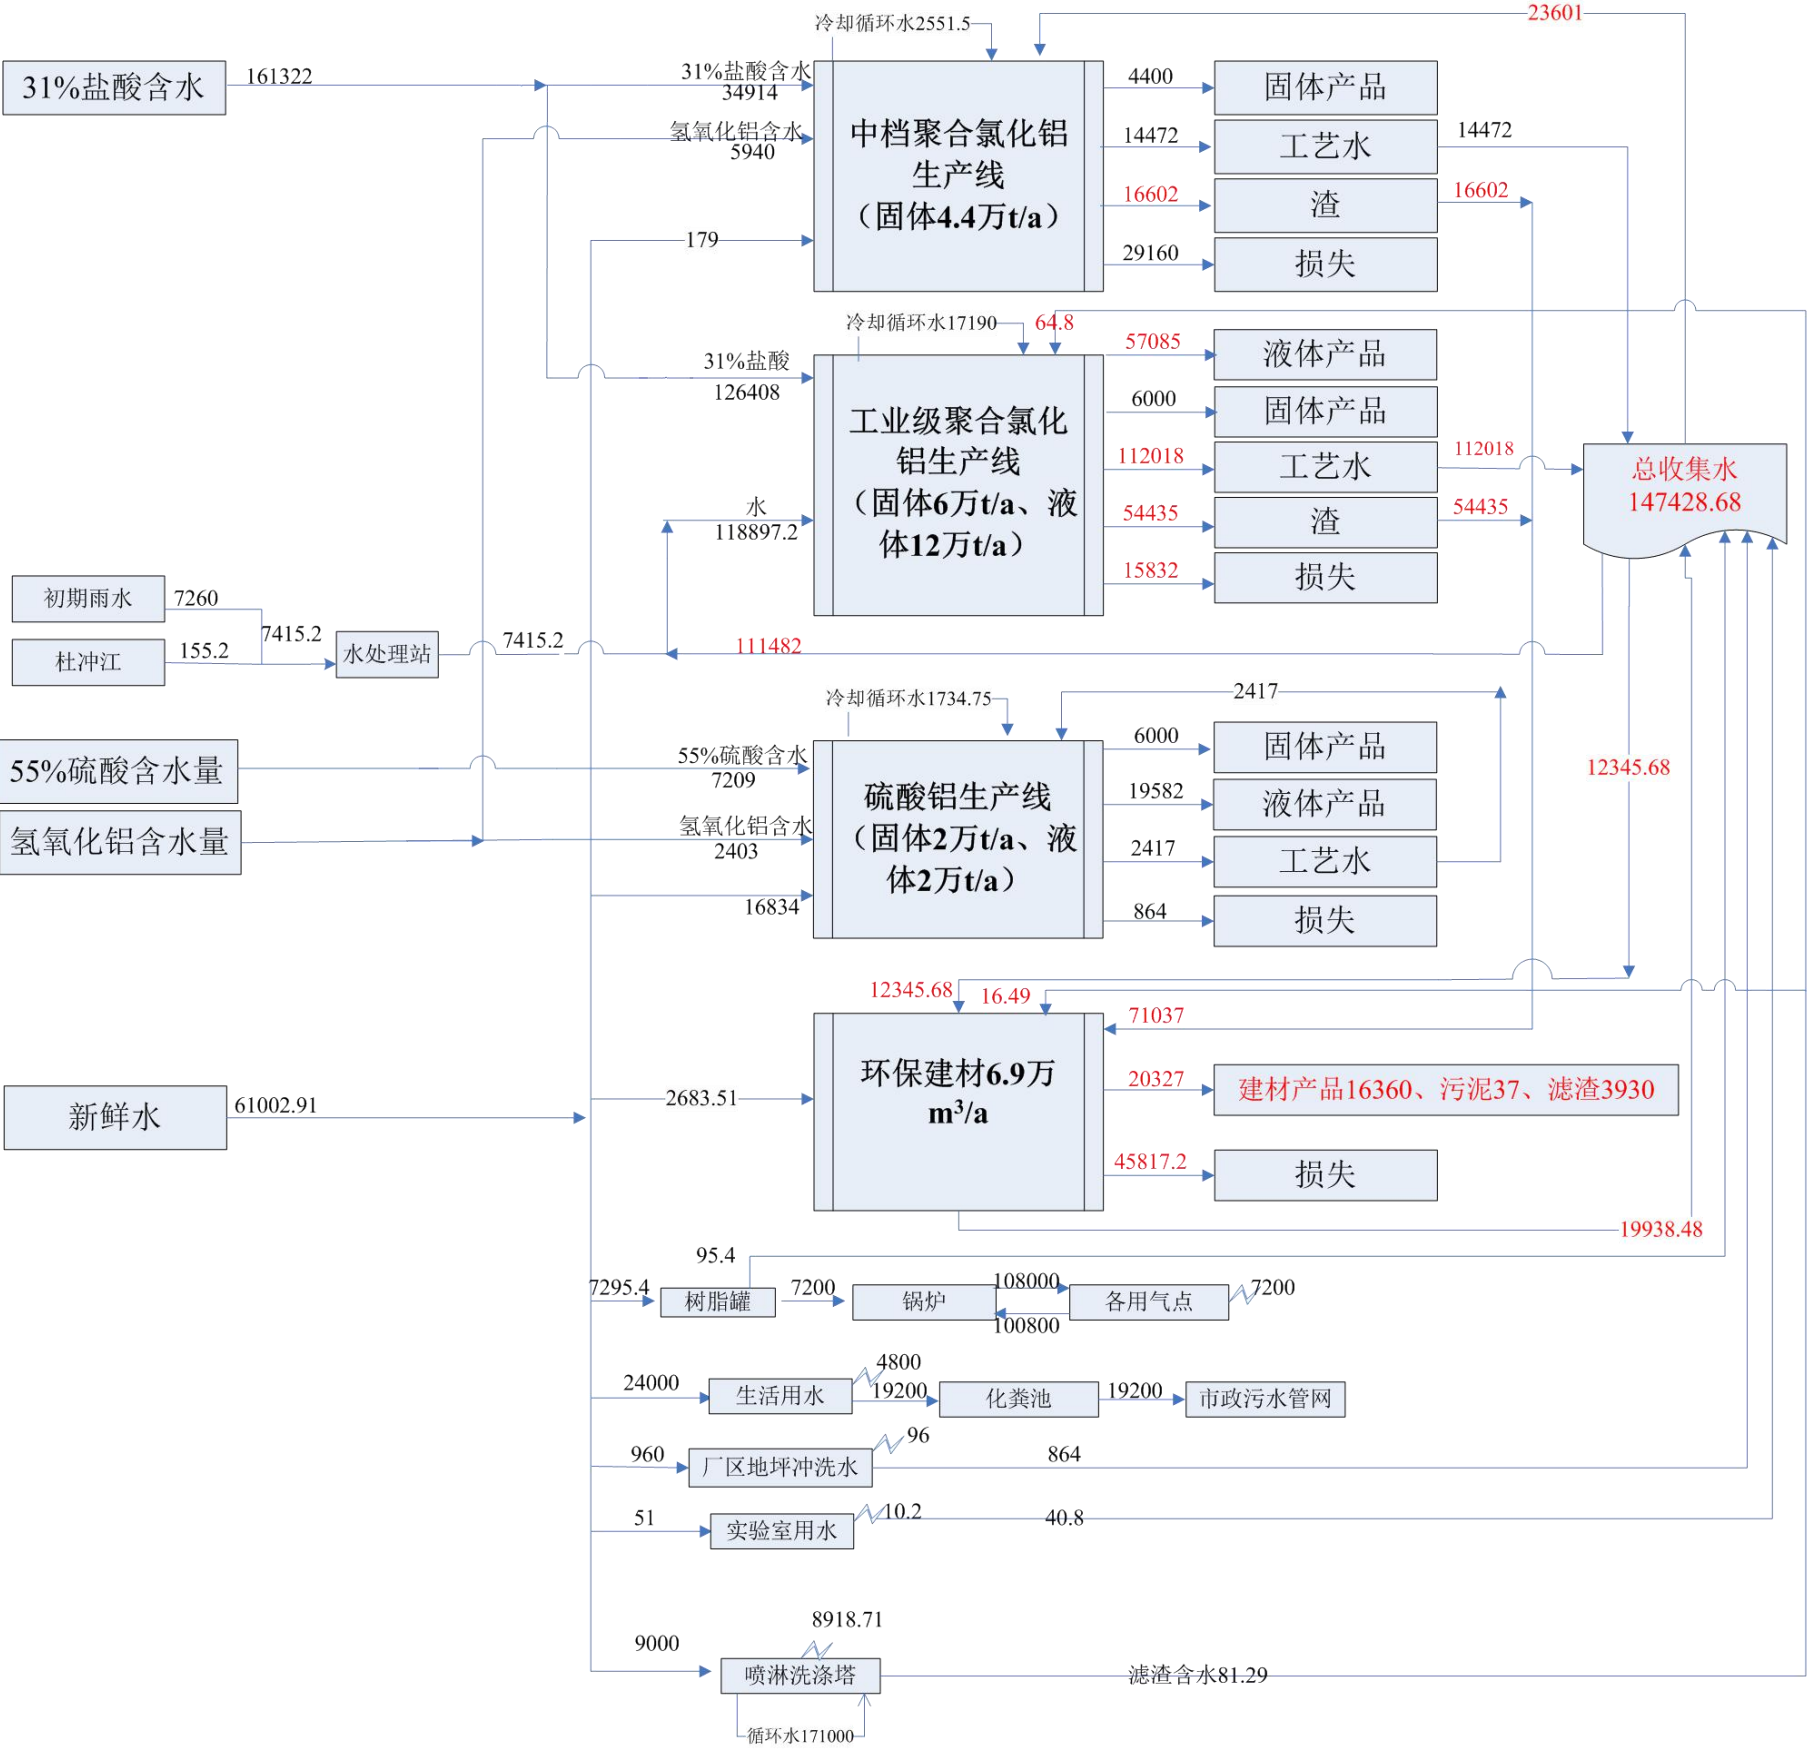 23601
冷却循环水2551.5
31%盐酸含水
161322
31%盐酸含水
34914
氢氧化铝含水
5940
179
中档聚合氯化铝
生产线
（固体4.4万t/a）
4400
固体产品
14472
工艺水
14472
16602
渣
16602
29160
损失
冷却循环水17190
64.8
31%盐酸
126408
水
118897.2
工业级聚合氯化
铝生产线
（固体6万t/a、液
体12万t/a）
57085
液体产品
6000
固体产品
112018
工艺水
112018
54435
渣
54435
15832
损失
总收集水
147428.68
初期雨水
7260
杜冲江
155.2
7415.2
水处理站
7415.2
111482
冷却循环水1734.75
2417
55%硫酸含水量
55%硫酸含水
7209
氢氧化铝含水量
氢氧化铝含水
2403
16834
硫酸铝生产线
（固体2万t/a、液
体2万t/a）
6000
固体产品
19582
液体产品
2417
工艺水
864
损失
12345.68
12345.68
16.49
71037
新鲜水
61002.91
2683.51
环保建材6.9万
m³/a
20327
建材产品16360、污泥37、滤渣3930
45817.2
损失
19938.48
95.4
7295.4
树脂罐
7200
锅炉
108000
100800
各用气点
7200
24000
生活用水
4800
19200
化粪池
19200
市政污水管网
960
厂区地坪冲洗水
96
864
51
实验室用水
10.2
40.8
8918.71
9000
喷淋洗涤塔
滤渣含水81.29
循环水171000